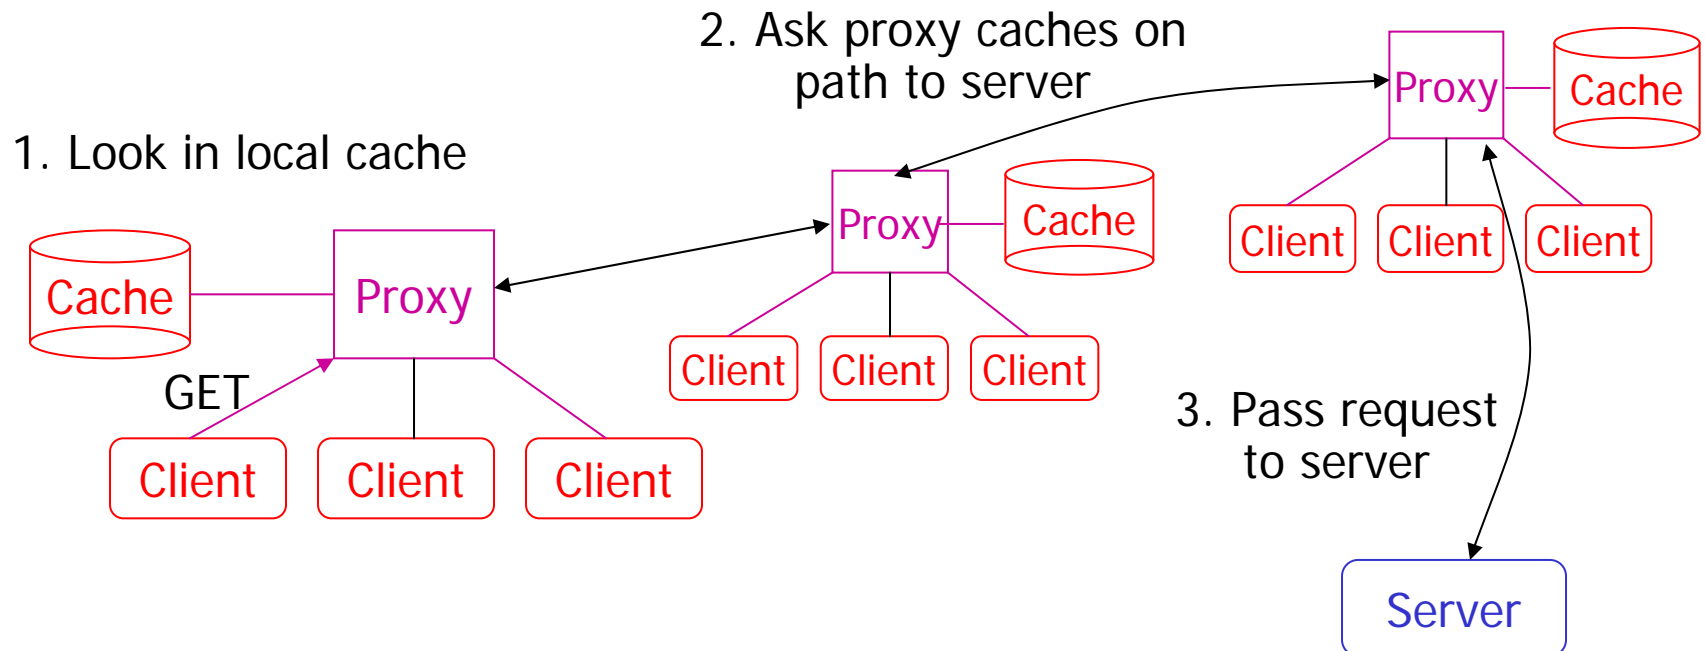 2. Ask proxy caches on
path to server
Proxy
Cache
1. Look in local cache
Proxy
Cache
Client
Client
Client
Cache
Proxy
Client
Client
Client
GET
3. Pass request
to server
Client
Client
Client
Server